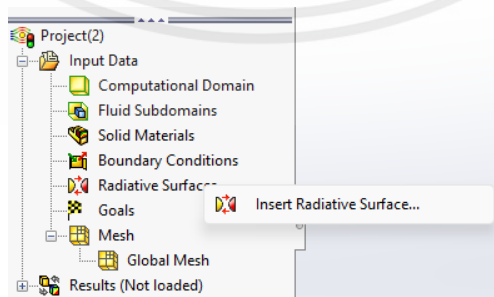 Project(2)
Input Data
Computational Domain
Fluid Subdomains
Solid Materials
Boundary Conditions
Radiative Surfaces
Insert Radiative Surface...
Goals
Mesh
Global Mesh
Results (Not loaded)